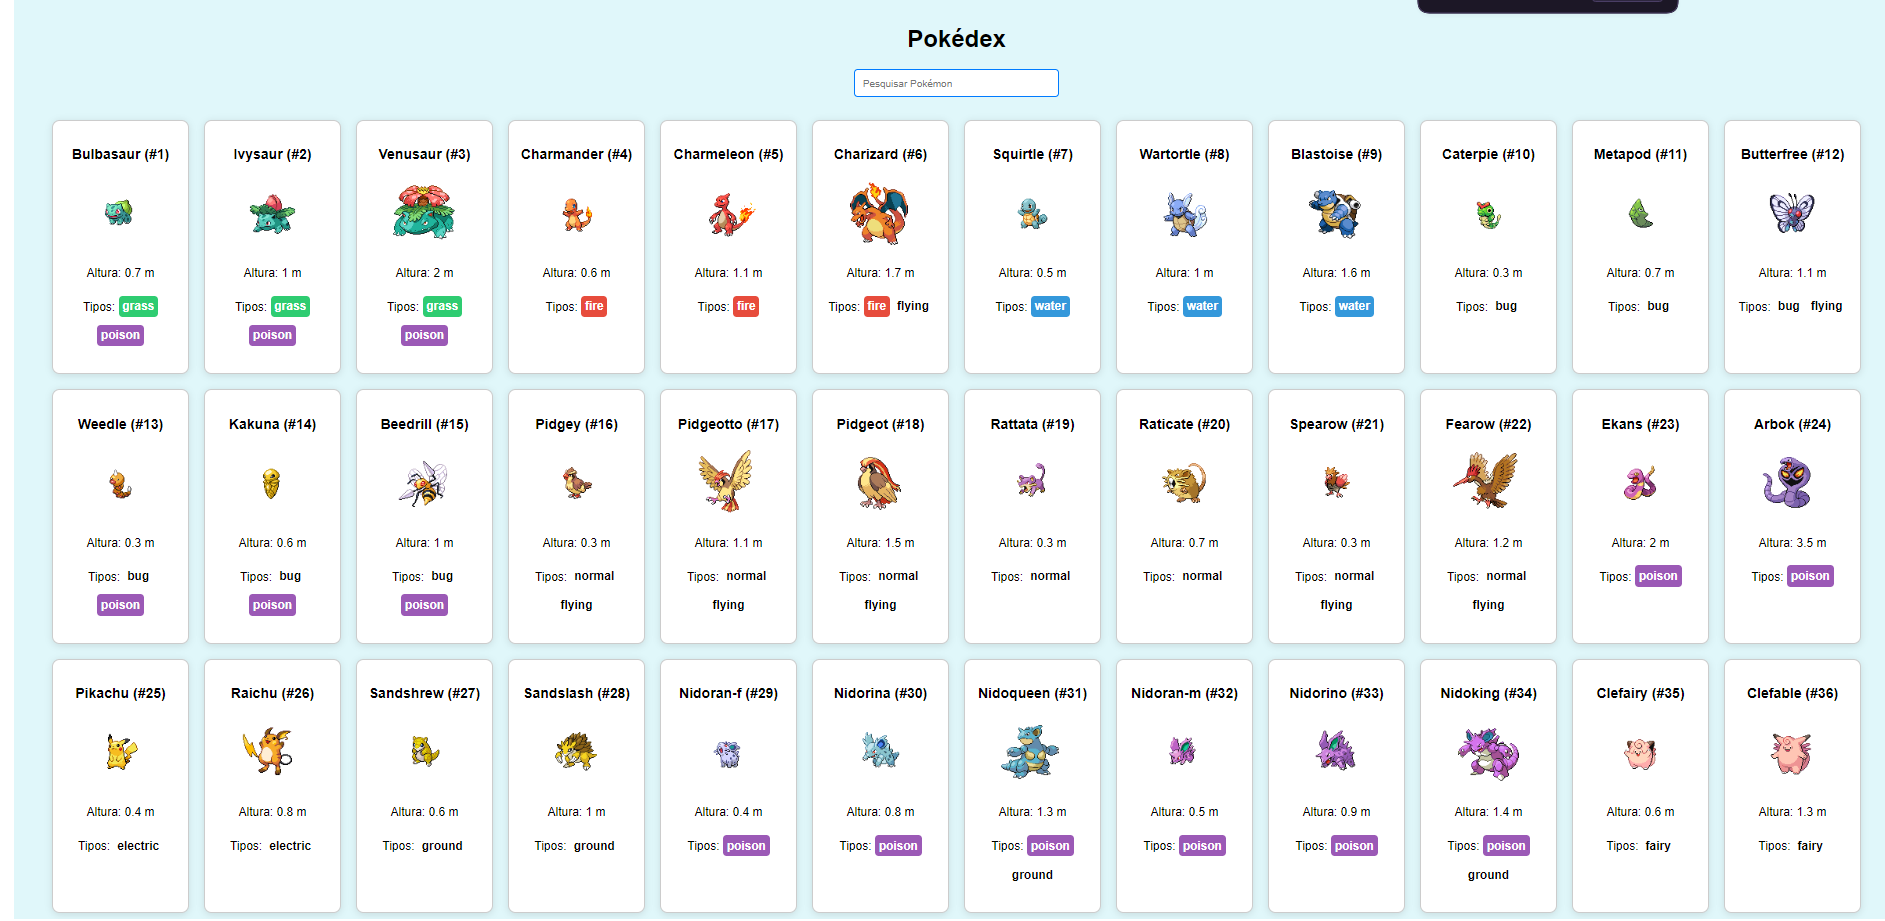 Pokédex
Pesquisar Pokémon
Bulbasaur (#1)
Altura: 0.7 m
Tipos: grass
poison
Ivysaur (#2)
Altura: 1 m
Tipos: grass
poison
Venusaur (#3)
Altura: 2 m
Tipos: grass
poison
Charmander (#4)
Altura: 0.6 m
Tipos: fire
Charmeleon (#5)
Altura: 1.1 m
Tipos: fire
Charizard (#6)
Altura: 1.7 m
Tipos: fire flying
Squirtle (#7)
Altura: 0.5 m
Tipos: water
Wartortle (#8)
Altura: 1 m
Tipos: water
Blastoise (#9)
Altura: 1.6 m
Tipos: water
Caterpie (#10)
Altura: 0.3 m
Tipos: bug
Metapod (#11)
Altura: 0.7 m
Tipos: bug
Butterfree (#12)
Altura: 1.1 m
Tipos: bug flying
Weedle (#13)
Altura: 0.3 m
Tipos: bug
poison
Kakuna (#14)
Altura: 0.6 m
Tipos: bug
poison
Beedrill (#15)
Altura: 1 m
Tipos: bug
poison
Pidgey (#16)
Altura: 0.3 m
Tipos: normal
flying
Pidgeotto (#17)
Altura: 1.1 m
Tipos: normal
flying
Pidgeot (#18)
Altura: 1.5 m
Tipos: normal
flying
Rattata (#19)
Altura: 0.3 m
Tipos: normal
Raticate (#20)
Altura: 0.7 m
Tipos: normal
Spearow (#21)
Altura: 0.3 m
Tipos: normal
flying
Fearow (#22)
Altura: 1.2 m
Tipos: normal
flying
Ekans (#23)
Altura: 2 m
Tipos: poison
Arbok (#24)
Altura: 3.5 m
Tipos: poison
Pikachu (#25)
Altura: 0.4 m
Tipos: electric
Raichu (#26)
Altura: 0.8 m
Tipos: electric
Sandshrew (#27)
Altura: 0.6 m
Tipos: ground
Sandslash (#28)
Altura: 1 m
Tipos: ground
Nidoran-f (#29)
Altura: 0.4 m
Tipos: poison
Nidorina (#30)
Altura: 0.8 m
Tipos: poison
Nidoqueen (#31)
Altura: 1.3 m
Tipos: poison
ground
Nidoran-m (#32)
Altura: 0.5 m
Tipos: poison
Nidorino (#33)
Altura: 0.9 m
Tipos: poison
Nidoking (#34)
Altura: 1.4 m
Tipos: poison
ground
Clefairy (#35)
Altura: 0.6 m
Tipos: fairy
Clefable (#36)
Altura: 1.3 m
Tipos: fairy